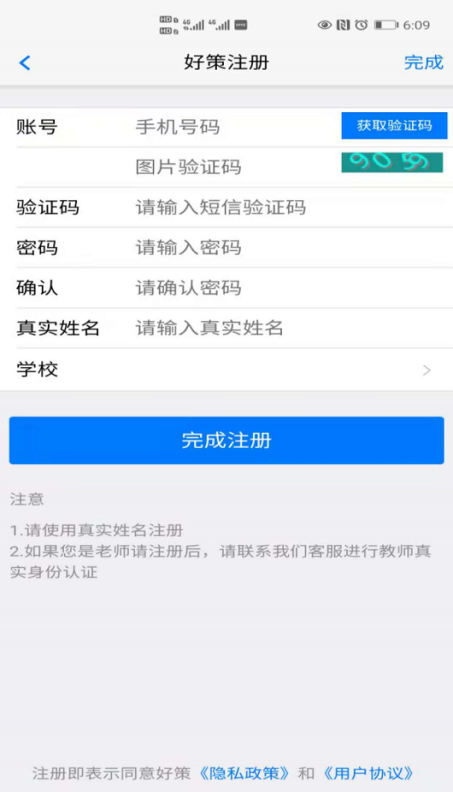 6:09
好策注册
完成
账号 手机号码 获取验证码
图片验证码
验证码 请输入短信验证码
密码 请输入密码
确认 请确认密码
真实姓名 请输入真实姓名
学校
完成注册
注意
1.请使用真实姓名注册
2.如果您是老师请注册后，请联系我们客服进行教师真
实身份认证
注册即表示同意好策《隐私政策》和《用户协议》